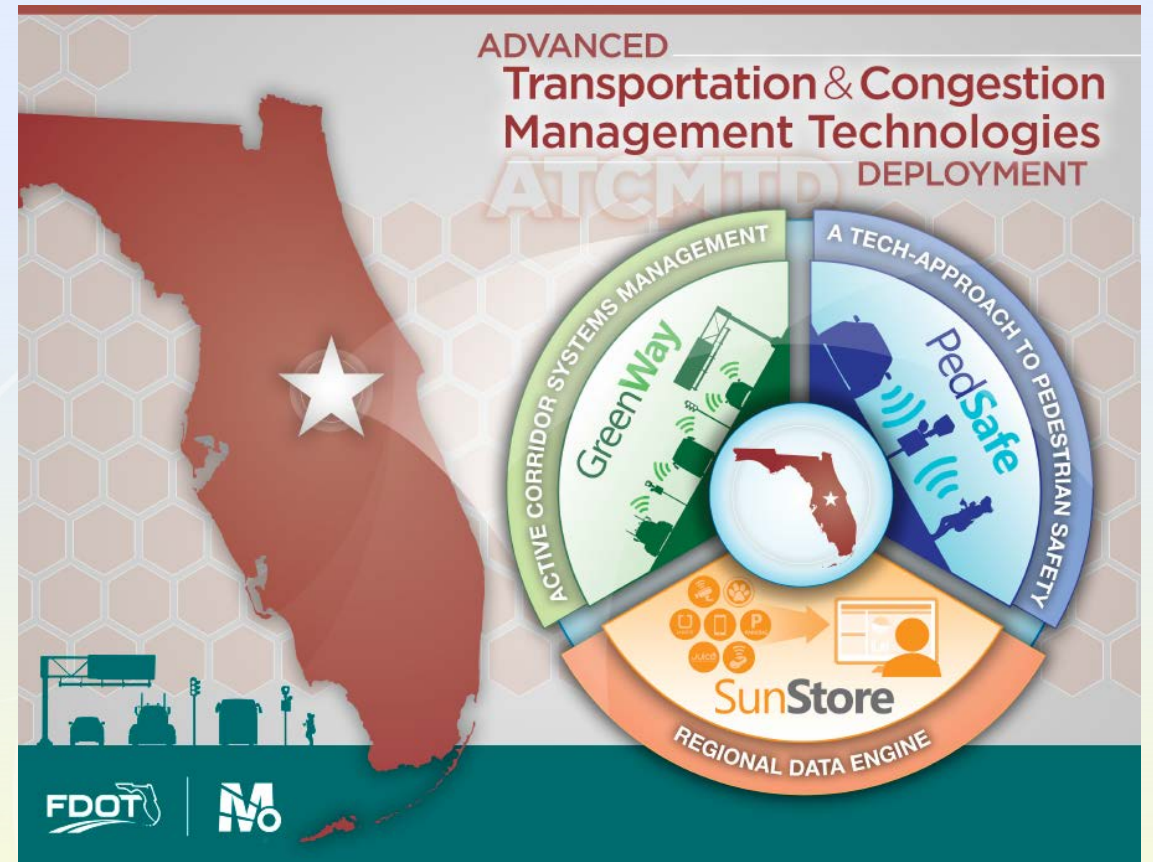 ADVANCED
Transportation & Congestion
Management Technologies
DEPLOYMENT
ATCMTD
ACTIVE CORRIDOR SYSTEMS MANAGEMENT
A TECH-APPROACH TO PEDESTRIAN SAFETY
GreenWay
PedSafe
P
SunStore
REGIONAL DATA ENGINE
FDOT